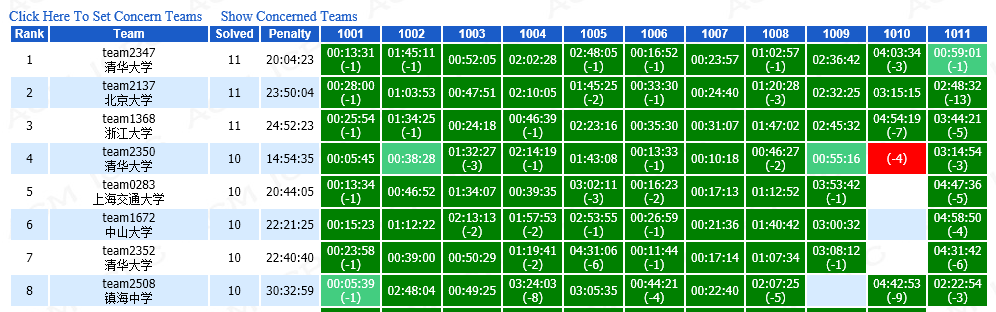 Click Here To Set Concern Teams Show Concerned Teams
Rank Team Solved Penalty 1001 1002 1003 1004 1005 1006 1007 1008 1009 1010 1011
1 team2347 清华大学 11 20:04:23 00:13:31 (-1) 01:45:11 (-1) 00:52:05 02:02:28 02:48:05 (-1) 00:16:52 (-1) 00:23:57 01:02:57 (-1) 02:36:42 04:03:34 (-3) 00:59:01 (-1)
2 team2137 北京大学 11 23:50:04 00:28:00 (-1) 01:03:53 00:47:51 02:10:05 01:45:25 (-2) 00:33:30 (-1) 00:24:40 01:20:28 (-3) 02:32:25 03:15:15 02:48:32 (-13)
3 team1368 浙江大学 11 24:52:23 00:25:54 (-1) 01:34:25 (-1) 00:24:18 00:46:39 (-1) 02:23:16 00:35:30 00:31:07 01:47:02 02:45:32 04:54:19 (-7) 03:44:21 (-5)
4 team2350 清华大学 10 14:54:35 00:05:45 00:38:28 01:32:27 (-3) 02:14:19 (-1) 01:43:08 00:13:33 (-1) 00:10:18 00:46:27 (-2) 00:55:16 (-4) 03:14:54 (-3)
5 team0283 上海交通大学 10 20:44:05 00:13:34 (-1) 00:46:52 01:34:07 00:39:35 03:02:11 (-3) 00:16:23 (-2) 00:17:13 01:12:52 03:53:42 (-1) 04:47:36 (-5)
6 team1672 中山大学 10 22:21:25 00:15:23 01:12:22 02:13:13 (-2) 01:57:53 (-2) 02:53:55 (-1) 00:26:59 (-1) 00:21:36 01:40:42 03:00:32 04:58:50 (-4)
7 team2352 清华大学 10 22:40:40 00:23:58 (-1) 00:39:00 00:50:29 01:19:41 (-2) 04:31:06 (-6) 00:11:44 (-1) 00:17:14 01:07:34 03:08:12 (-1) 04:31:42 (-6)
8 team2508 镇海中学 10 30:32:59 00:05:39 (-1) 02:48:04 00:49:25 03:24:03 (-8) 03:05:35 00:44:21 (-4) 00:22:40 02:07:25 (-5) 04:42:53 (-9) 02:22:54 (-3)